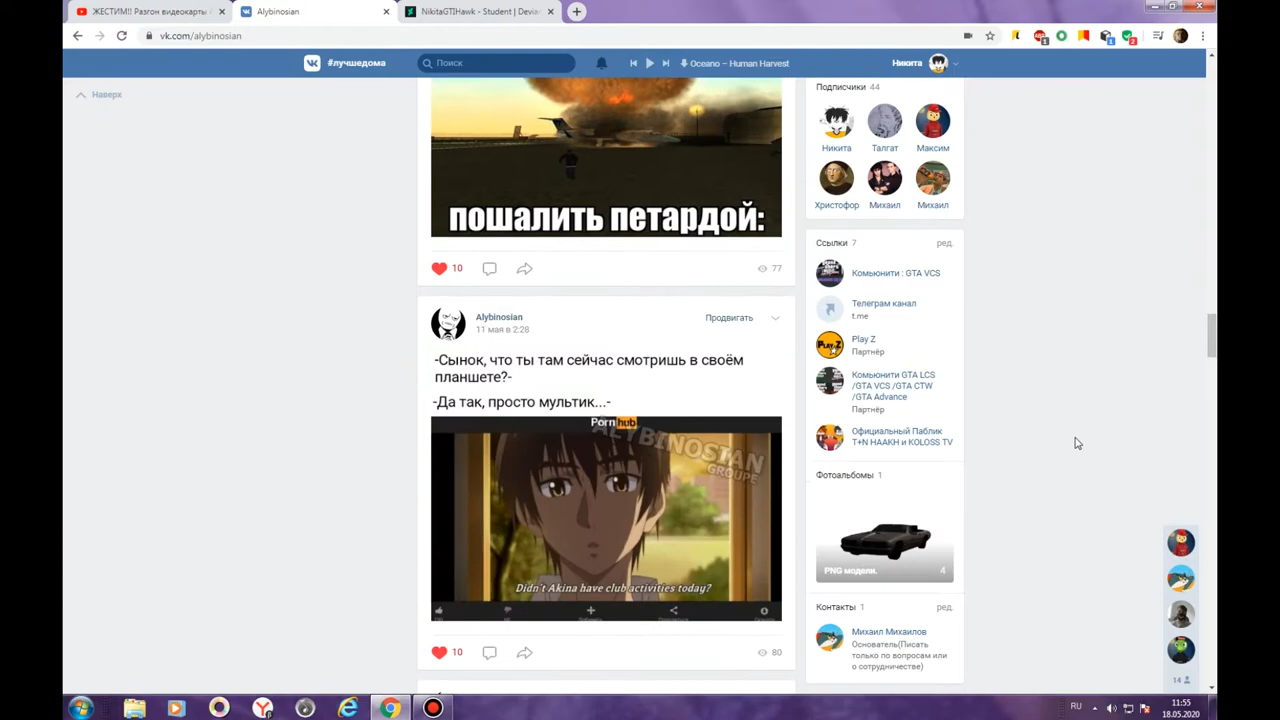 ЖЕСТИМ!! Разгон видеокарты
Alybinosian
NikitaGTIHawk - Student | Devia
vk.com/alybinosian
#лучшедома
Поиск
Oceano – Human Harvest
Никита
Наверх
пошалить петардой:
10
77
Alybinosian
11 мая в 2:28
Продвигать
-Сынок, что ты там сейчас смотришь в своём
планшете?-
-Да так, просто мультик...-
Porn hub
ALYBINOSIAN
GROUPE
Didn't Akina have club activities today?
10
80
Подписчики 44
Никита
Талгат
Максим
Христофор
Михаил
Михаил
Ссылки 7
ред.
Комьюнити : GTA VCS
Телеграм канал
t.me
PLAY Z
Play Z
Партнёр
Комьюнити GTA LCS
/GTA VCS /GTA CTW
/GTA Advance
Партнёр
Официальный Паблик
T+N HAAKH и KOLOSS TV
Фотоальбомы 1
PNG модели.
4
Контакты 1
ред.
Михаил Михаилов
Основатель(Писать
только по вопросам или
о сотрудничестве)
14
RU
11:55
18.05.2020